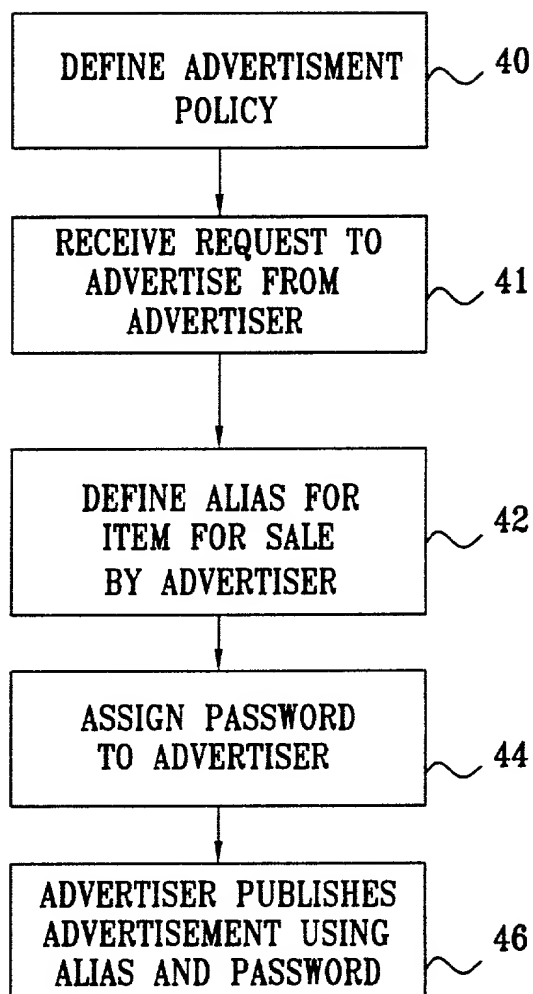 DEFINE ADVERTISMENT
POLICY
40
RECEIVE REQUEST TO
ADVERTISE FROM
ADVERTISER
41
DEFINE ALIAS FOR
ITEM FOR SALE
BY ADVERTISER
42
ASSIGN PASSWORD
TO ADVERTISER
44
ADVERTISER PUBLISHES
ADVERTISEMENT USING
ALIAS AND PASSWORD
46